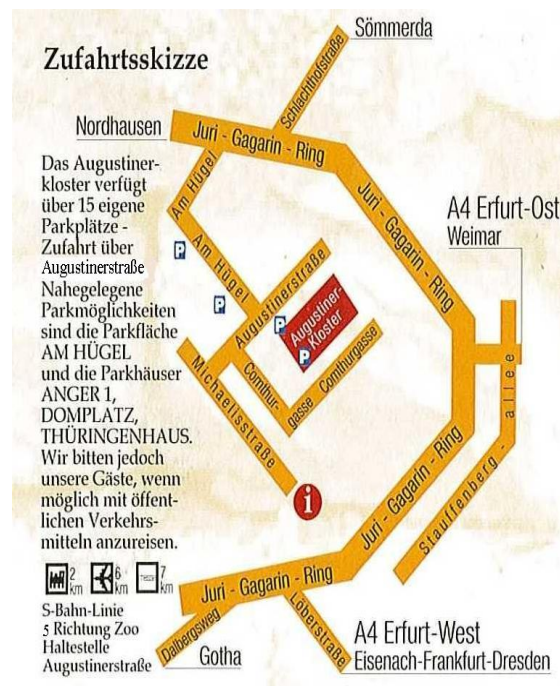 Zufahrtsskizze
Das Augustiner-
kloster verfügt
über 15 eigene
Parkplätze -
Zufahrt über
Augustinerstraße
Nahegelegene
Parkmöglichkeiten
sind die Parkfläche
AM HÜGEL
und die Parkhäuser
ANGER 1,
DOMPLATZ,
THÜRINGENHAUS.
Wir bitten jedoch
unsere Gäste, wenn
möglich mit öffent-
lichen Verkehrs-
mitteln anzureisen.
2 km
6 km
7 km
S-Bahn-Linie
5 Richtung Zoo
Haltestelle
Augustinerstraße
Sömmerda
Schlachthofstraße
Nordhausen
Juri - Gagarin - Ring
Juri - Gagarin - Ring
Am Hügel
Am Hügel
A4 Erfurt-Ost
Weimar
P
P
P
P
Augustinerstraße
Augustiner-
Kloster
Comthur-
gasse
Comthurgasse
Michaelisstraße
i
Stauffenberg - allee
Juri - Gagarin - Ring
Juri - Gagarin - Ring
Dalbergsweg
Gotha
Löberstraße
A4 Erfurt-West
Eisenach-Frankfurt-Dresden